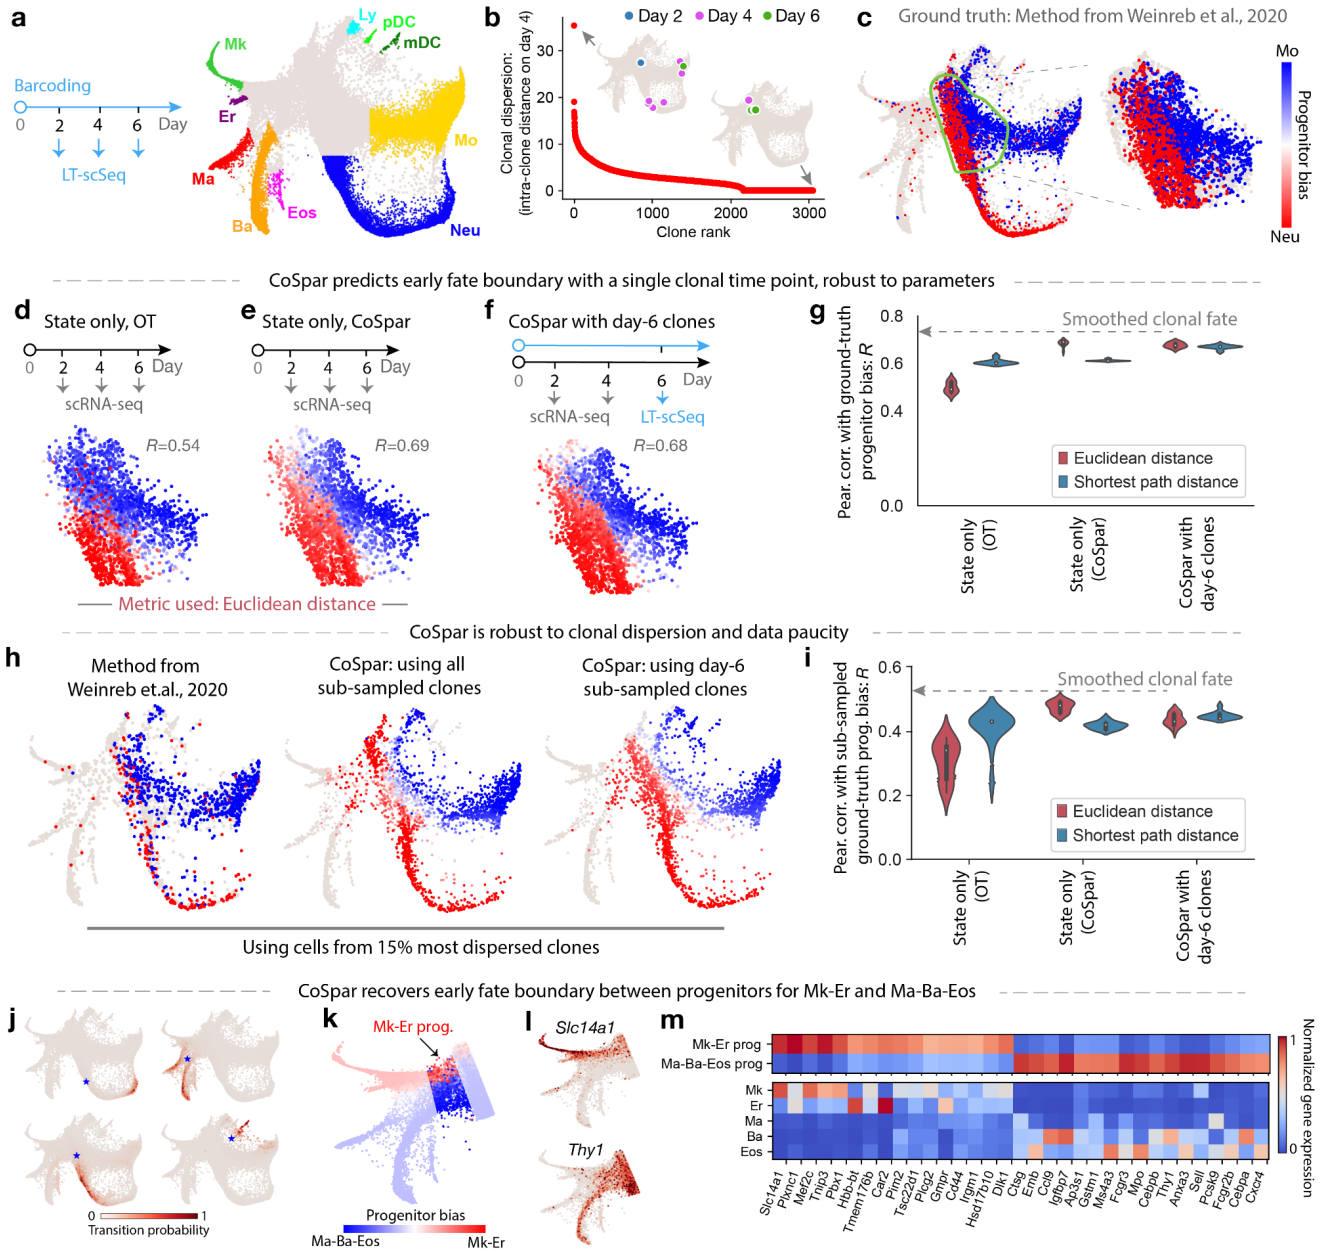 a
Barcoding
0
2
4
6
Day
LT-scSeq
Ly
pDC
mDC
Mk
Er
Mo
Ma
Ba
Eos
Neu
b
Day 2
Day 4
Day 6
Clonal dispersion:
(intra-clone distance on day 4)
30
20
10
0
0
1000
2000
3000
Clone rank
c
Ground truth: Method from Weinreb et al., 2020
Mo
Progenitor bias
Neu
CoSpar predicts early fate boundary with a single clonal time point, robust to parameters
d
State only, OT
0
2
4
6
Day
scRNA-seq
R=0.54
e
State only, CoSpar
0
2
4
6
Day
scRNA-seq
R=0.69
Metric used: Euclidean distance
f
CoSpar with day-6 clones
0
2
4
6
Day
scRNA-seq
LT-scSeq
R=0.68
g
Pear. corr. with ground-truth
progenitor bias: R
0.8
0.6
0.4
0.0
Smoothed clonal fate
Euclidean distance
Shortest path distance
State only
(OT)
State only
(CoSpar)
CoSpar with
day-6 clones
CoSpar is robust to clonal dispersion and data paucity
h
Method from
Weinreb et.al., 2020
CoSpar: using all
sub-sampled clones
CoSpar: using day-6
sub-sampled clones
Using cells from 15% most dispersed clones
i
Pear. corr. with sub-sampled
ground-truth prog. bias: R
0.6
0.4
0.2
0.0
Smoothed clonal fate
Euclidean distance
Shortest path distance
State only
(OT)
State only
(CoSpar)
CoSpar with
day-6 clones
CoSpar recovers early fate boundary between progenitors for Mk-Er and Ma-Ba-Eos
j
0
1
Transition probability
k
Mk-Er prog.
Progenitor bias
Ma-Ba-Eos
Mk-Er
l
Slc14a1
Thy1
m
Mk-Er prog
Ma-Ba-Eos prog
Mk
Er
Ma
Ba
Eos
Slc14a1
Plxnc1
Mef2c
Tnip3
Pbx1
Hbb-bt
Tmem176b
Car2
Pim2
Tsc22d1
Plcg2
Gmpr
Cd44
Inpp1
Hsd17b10
Dlk1
Ctsg
Emb
Ccl9
Igfbp7
Ap3s1
Gstm1
Ms4a3
Fcgr3
Mpo
Cebpb
Thy1
Anxa3
Sell
Pcsk9
Fcgr2b
Cebpa
Cxcr4
1
0
Normalized gene expression